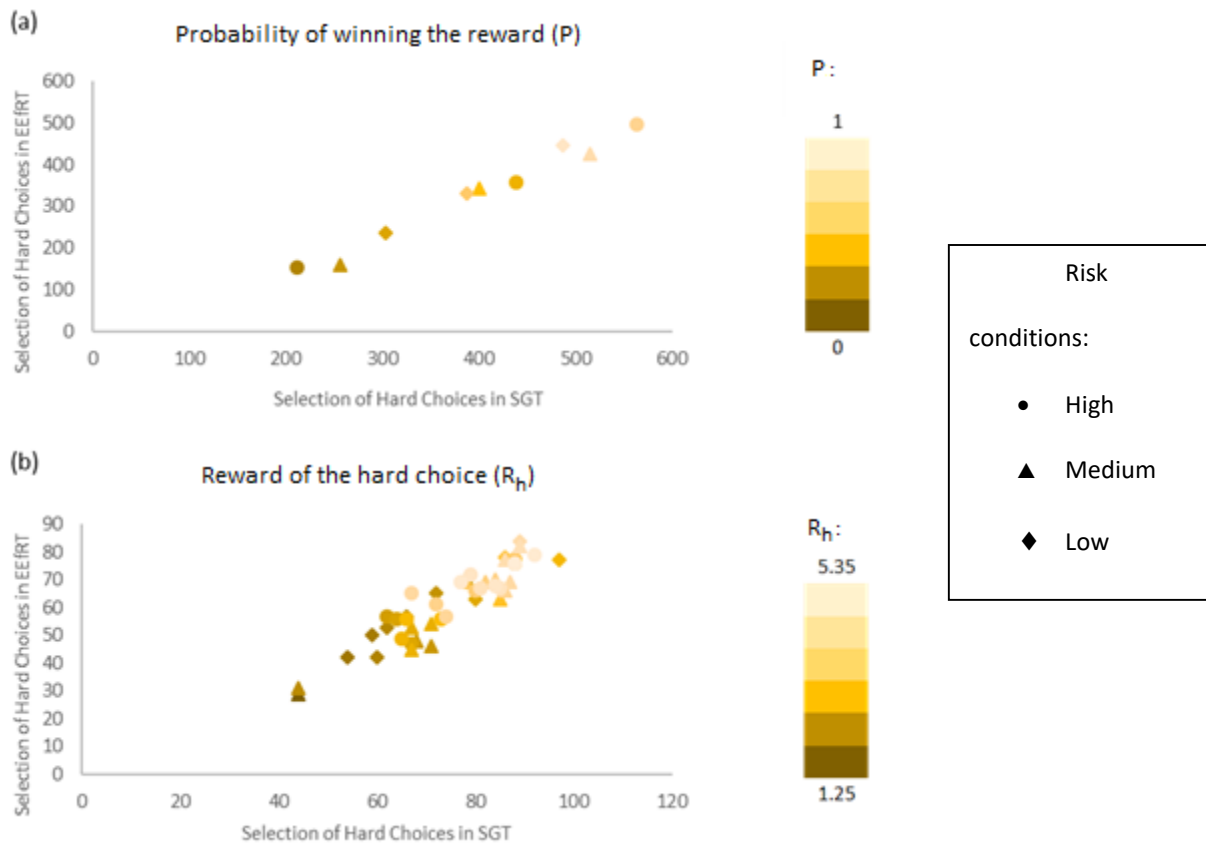 (a)
Probability of winning the reward (P)
Selection of Hard Choices in EEfRT
600
500
400
300
200
100
0
0 100 200 300 400 500 600
Selection of Hard Choices in SGT
P :
1
0
(b)
Reward of the hard choice (Rh)
Selection of Hard Choices in EEfRT
90
80
70
60
50
40
30
20
10
0
0 20 40 60 80 100 120
Selection of Hard Choices in SGT
Rh :
5.35
1.25
Risk
conditions:
High
Medium
Low